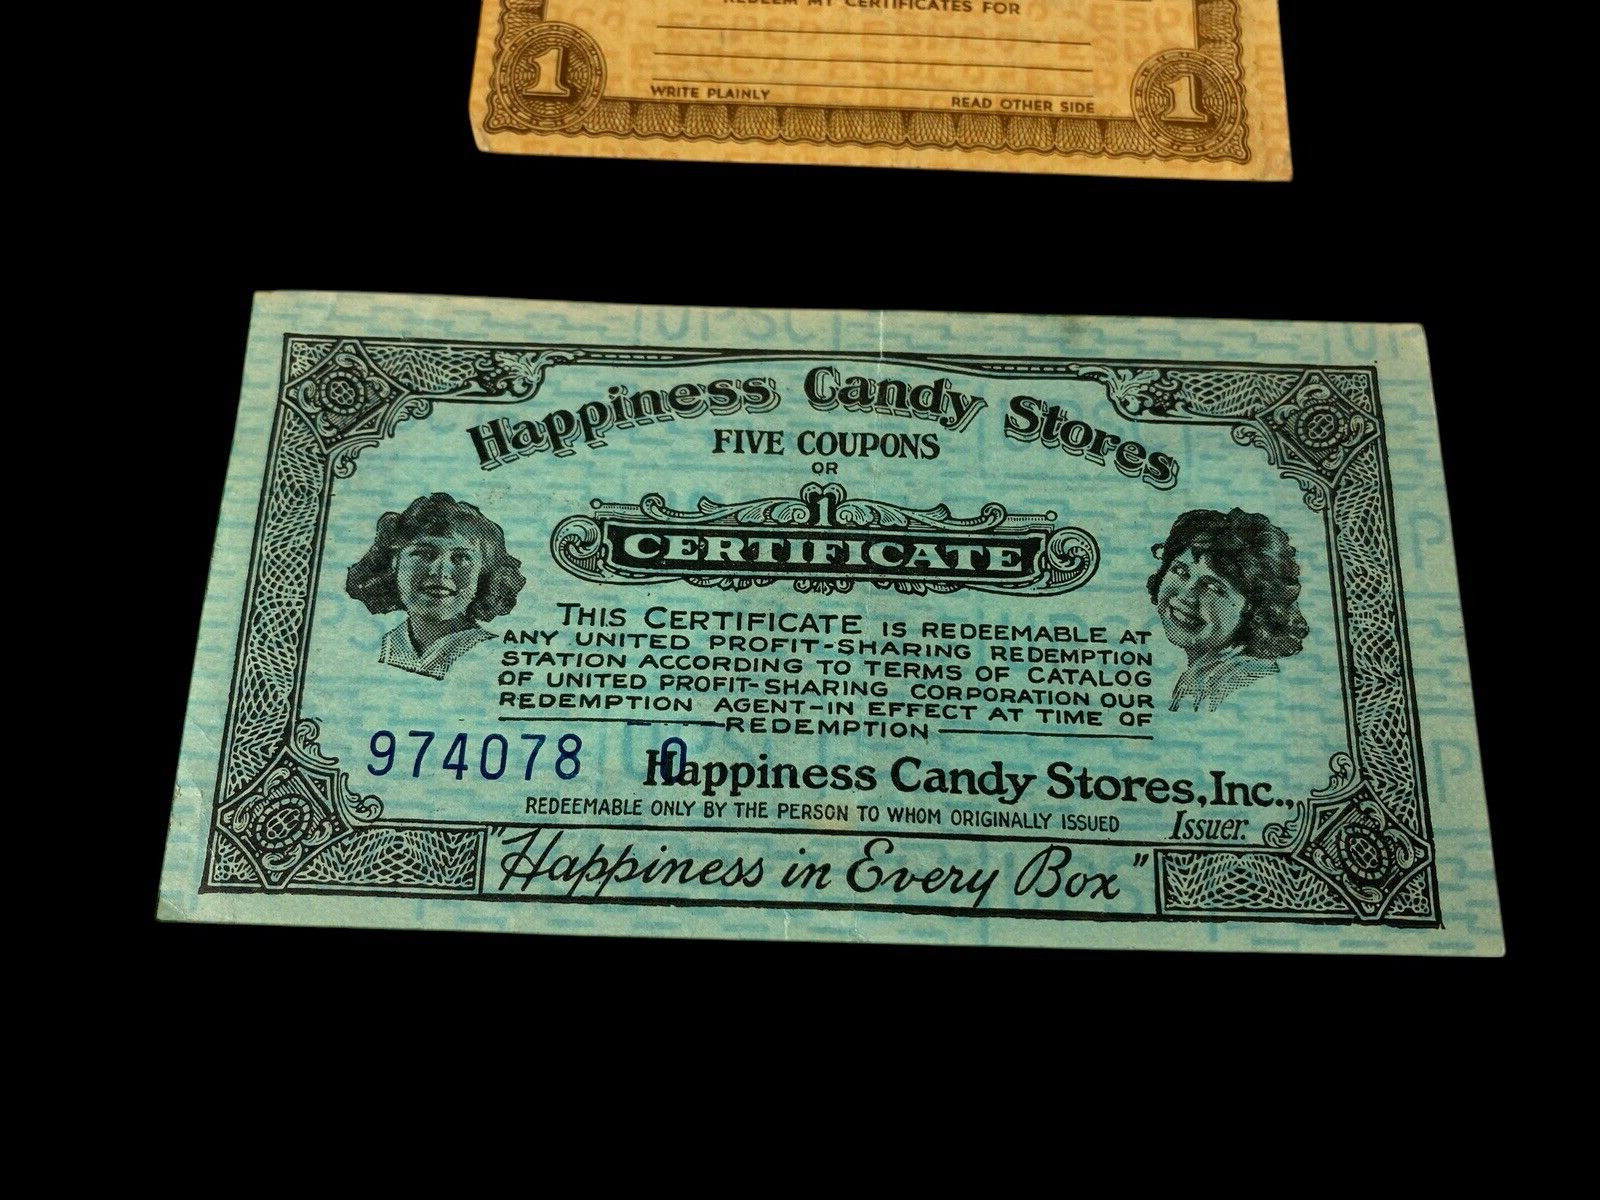 REDEEM MY CERTIFICATES FOR
1
1
WRITE PLAINLY
READ OTHER SIDE
UPSC
Happiness Candy Stores
FIVE COUPONS
OR
1
CERTIFICATE
THIS CERTIFICATE IS REDEEMABLE AT
ANY UNITED PROFIT-SHARING REDEMPTION
STATION ACCORDING TO TERMS OF CATALOG
OF UNITED PROFIT-SHARING CORPORATION OUR
REDEMPTION AGENT-IN EFFECT AT TIME OF
REDEMPTION
974078 0
Happiness Candy Stores, Inc.,
REDEEMABLE ONLY BY THE PERSON TO WHOM ORIGINALLY ISSUED
Issuer.
"Happiness in Every Box"